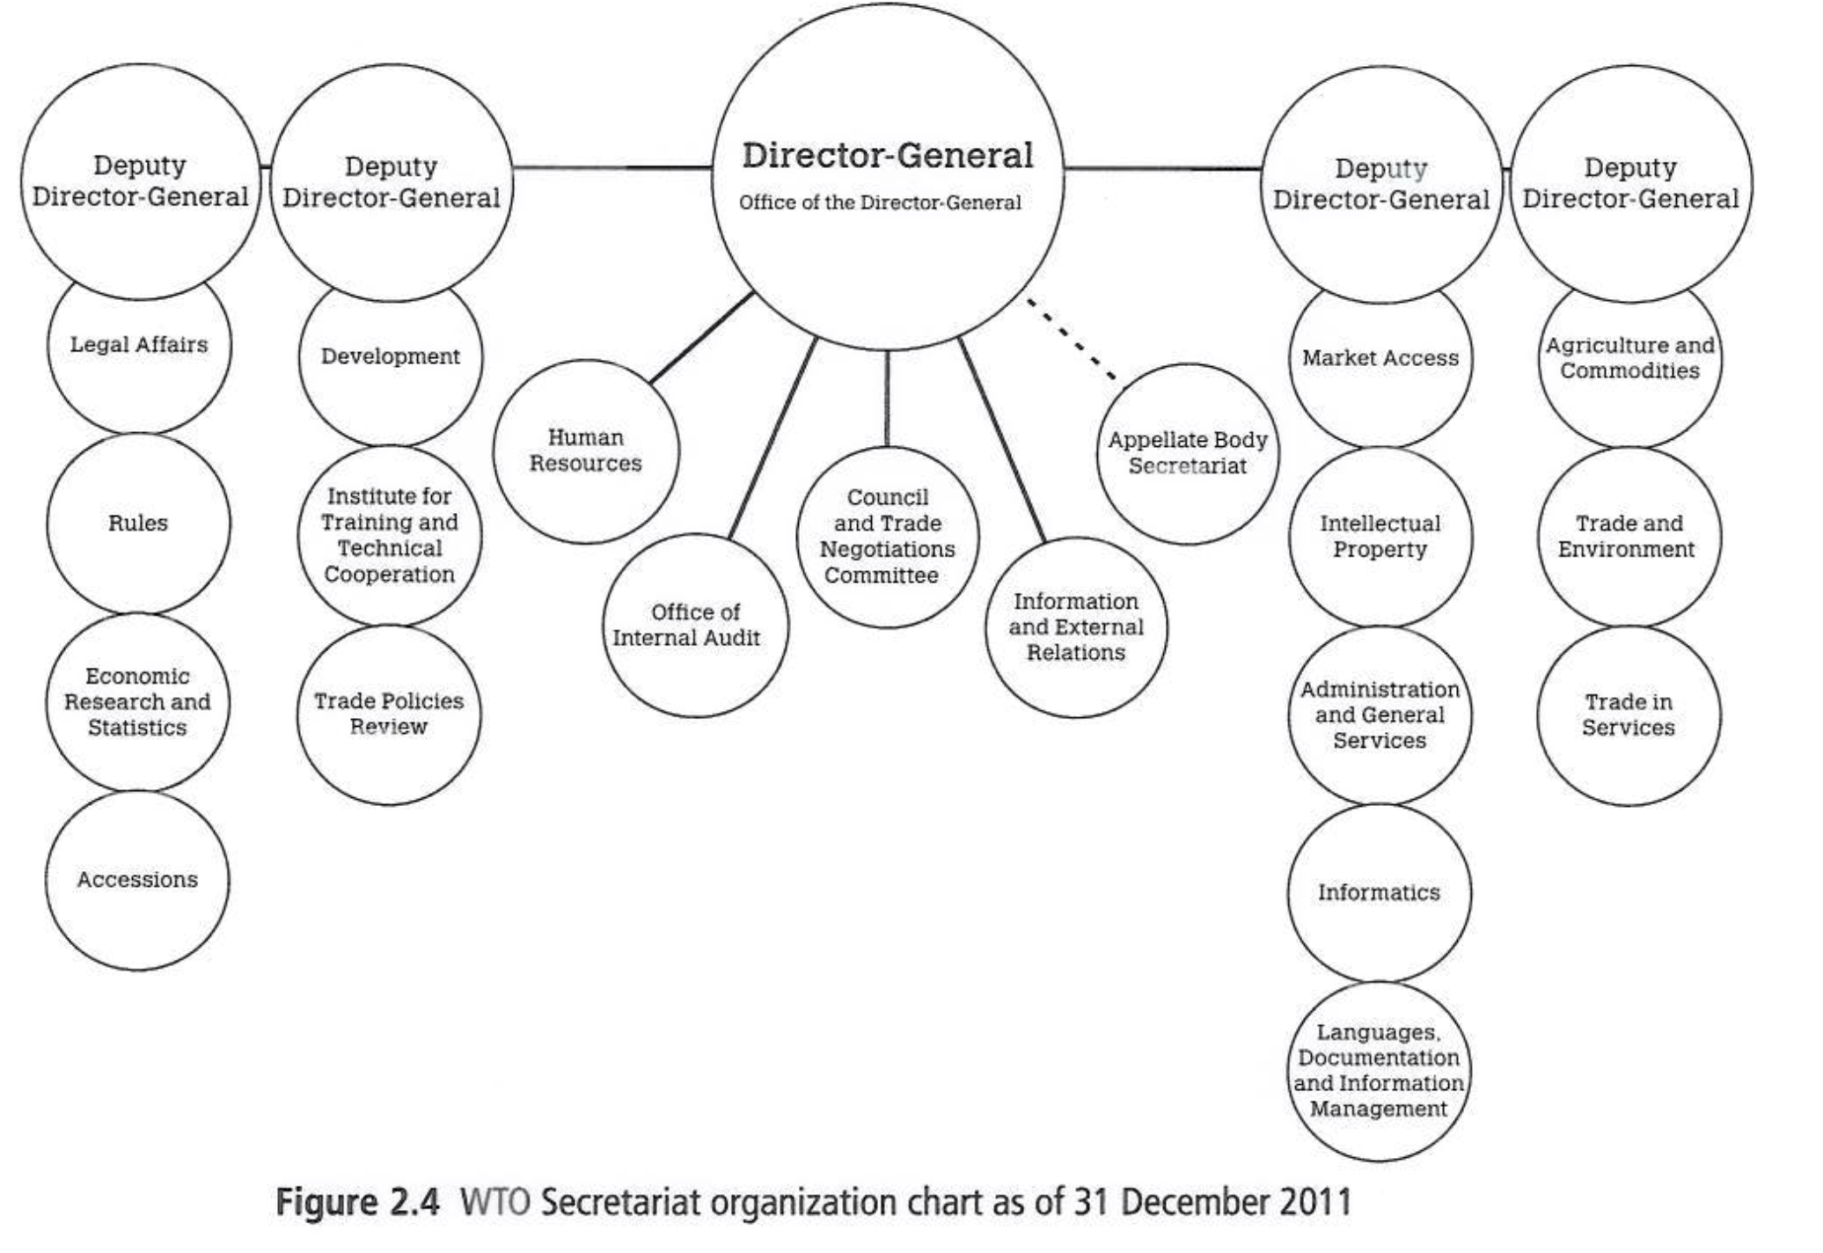 Director-General
Office of the Director-General
Deputy
Director-General
Legal Affairs
Rules
Economic
Research and
Statistics
Accessions
Deputy
Director-General
Development
Institute for
Training and
Technical
Cooperation
Trade Policies
Review
Human
Resources
Office of
Internal Audit
Council
and Trade
Negotiations
Committee
Information
and External
Relations
Appellate Body
Secretariat
Deputy
Director-General
Market Access
Intellectual
Property
Administration
and General
Services
Informatics
Languages,
Documentation
and Information
Management
Deputy
Director-General
Agriculture and
Commodities
Trade and
Environment
Trade in
Services
Figure 2.4 WTO Secretariat organization chart as of 31 December 2011